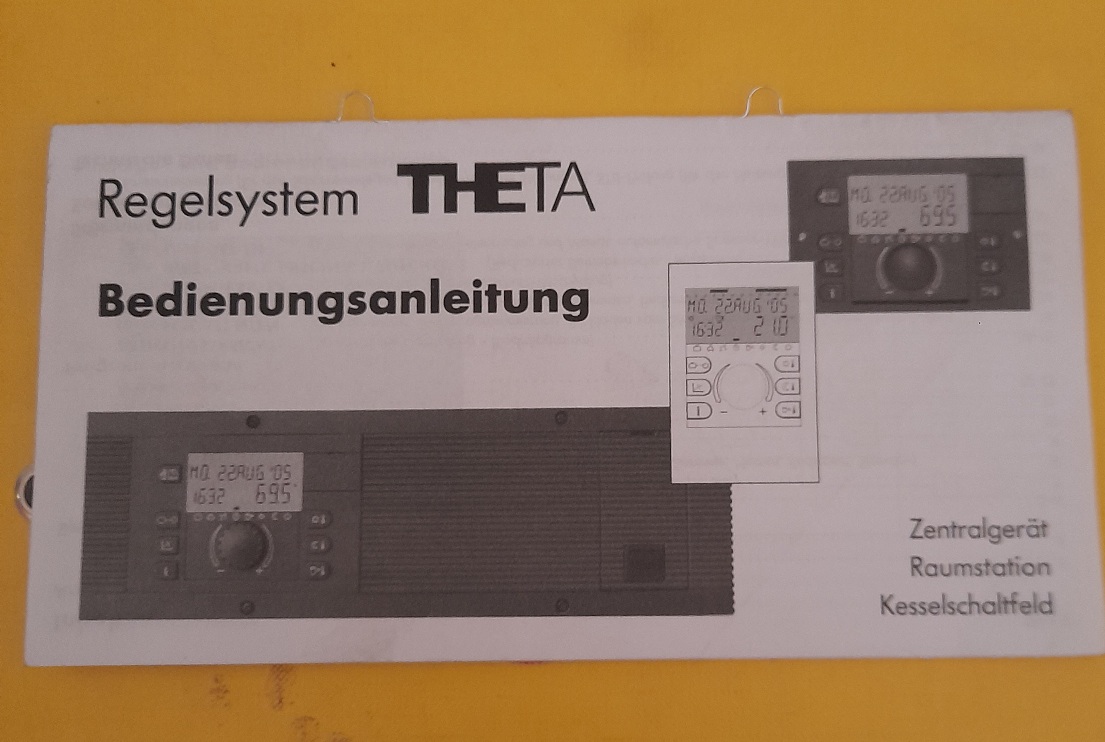 Regelsystem THETA
Bedienungsanleitung
MO. 22AUG '05
1632 69.5
MO. 22AUG '05
1632 21.0
MO. 22AUG '05
1632 69.5
Zentralgerät
Raumstation
Kesselschaltfeld